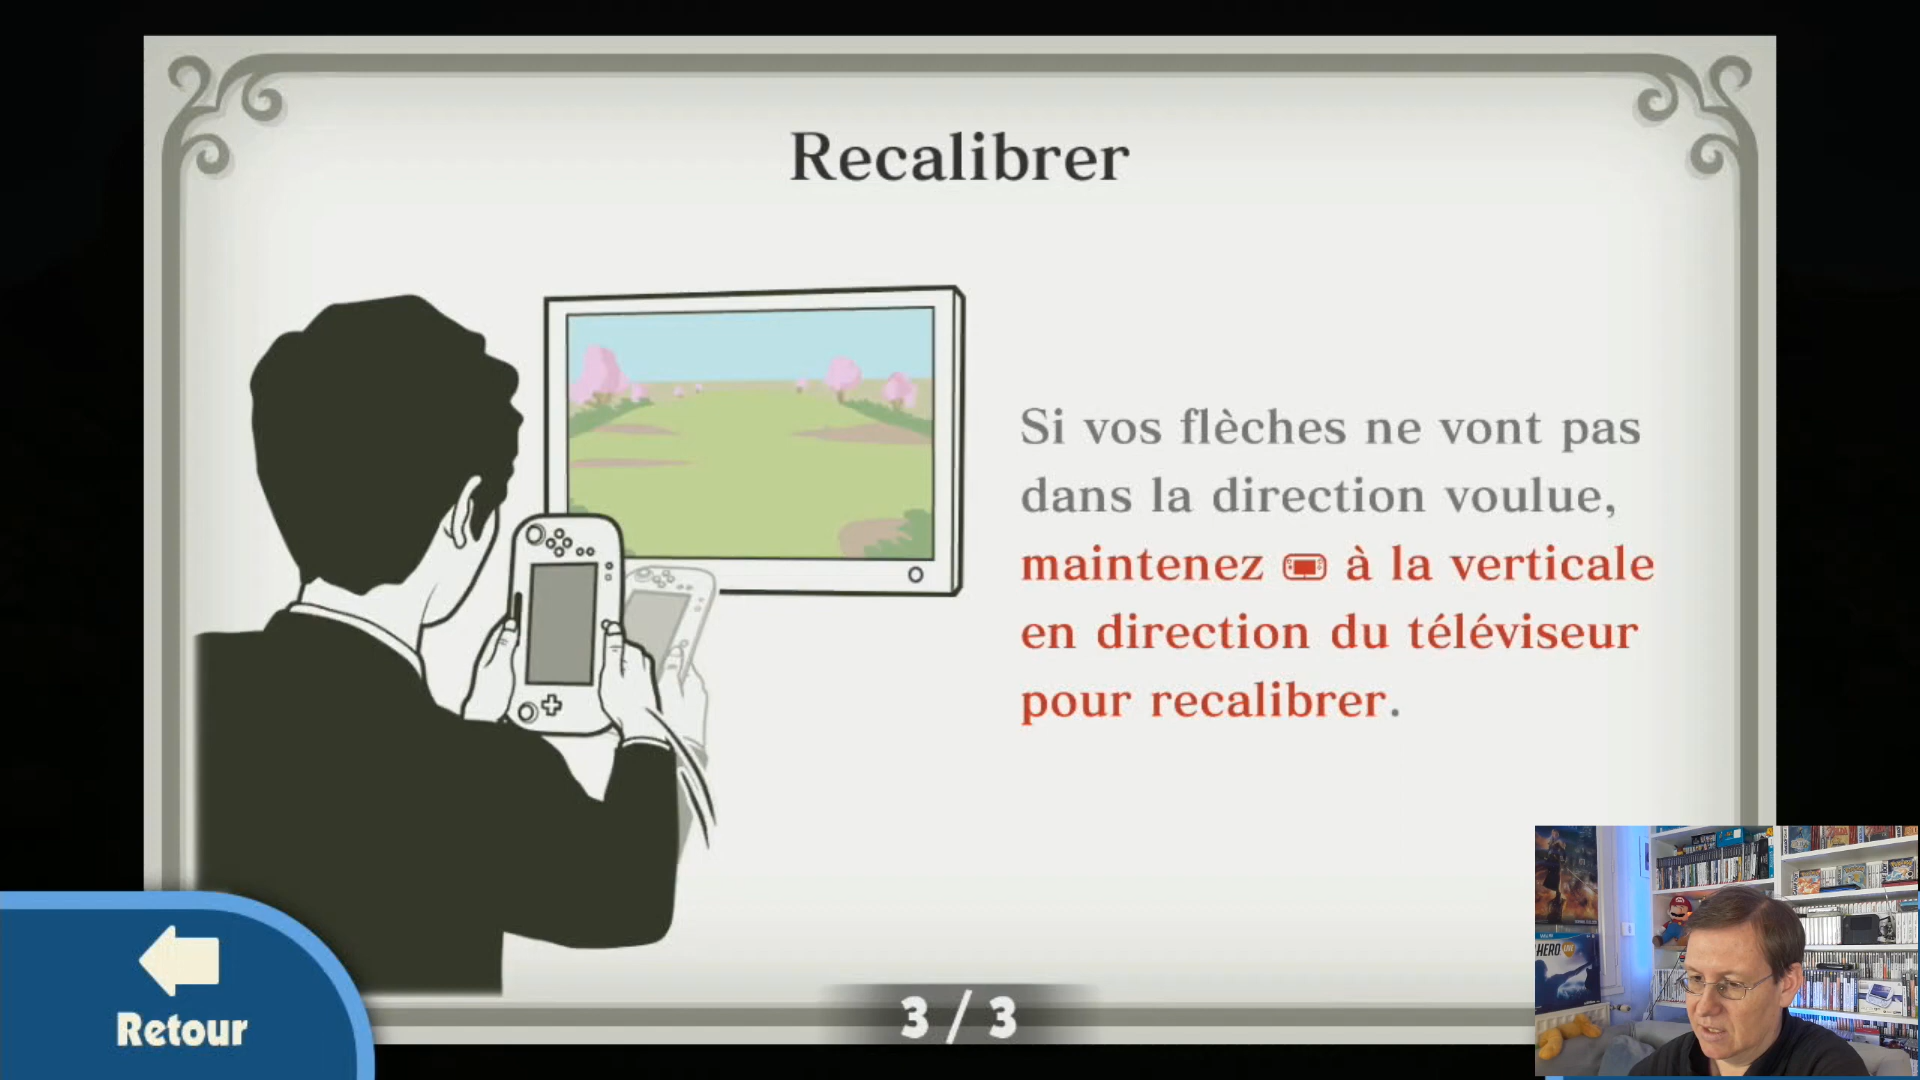 Recalibrer
Si vos flèches ne vont pas
dans la direction voulue,
maintenez à la verticale
en direction du téléviseur
pour recalibrer.
Retour
3 / 3
HERO